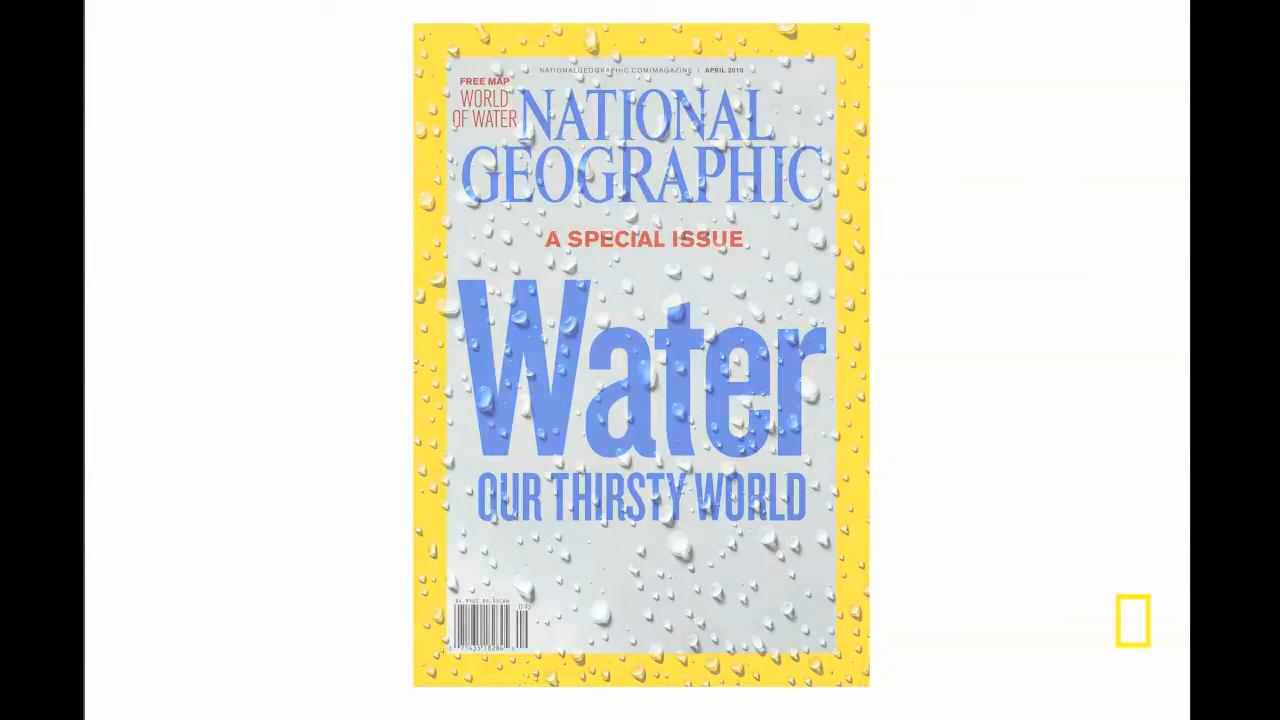 NATIONALGEOGRAPHIC.COM/MAGAZINE | APRIL 2010
FREE MAP
WORLD
OF WATER
NATIONAL
GEOGRAPHIC
A SPECIAL ISSUE
Water
OUR THIRSTY WORLD